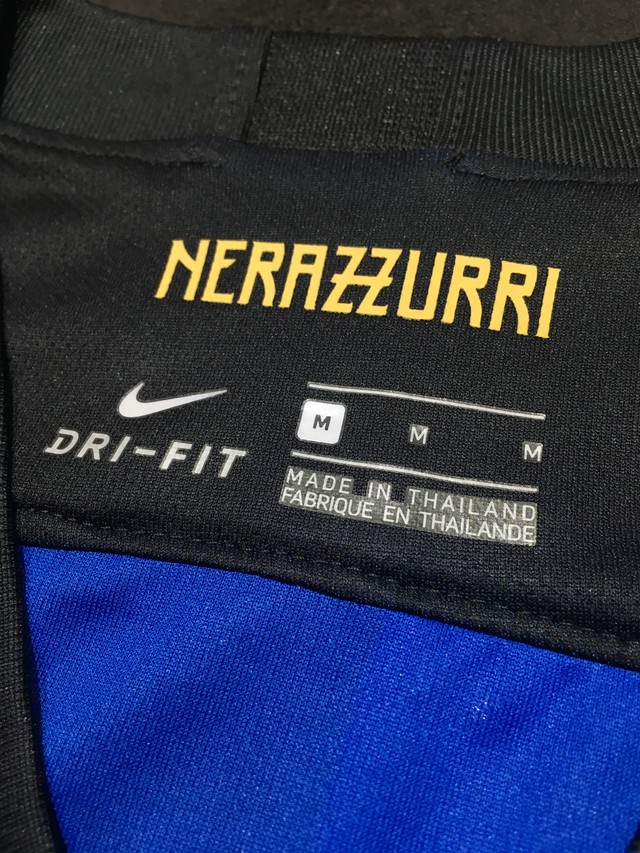 NERAZZURRI
DRI-FIT
M M M
MADE IN THAILAND
FABRIQUE EN THAILANDE